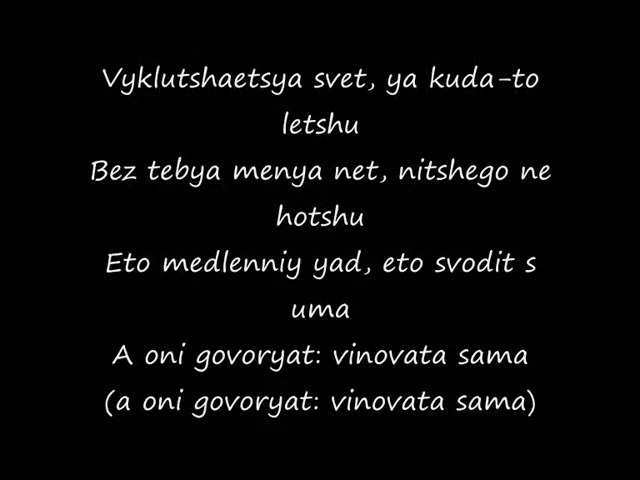 Vyklutshaetsya svet, ya kuda-to
letshu
Bez tebya menya net, nitshego ne
hotshu
Eto medlenniy yad, eto svodit s
uma
A oni govoryat: vinovata sama
(a oni govoryat: vinovata sama)